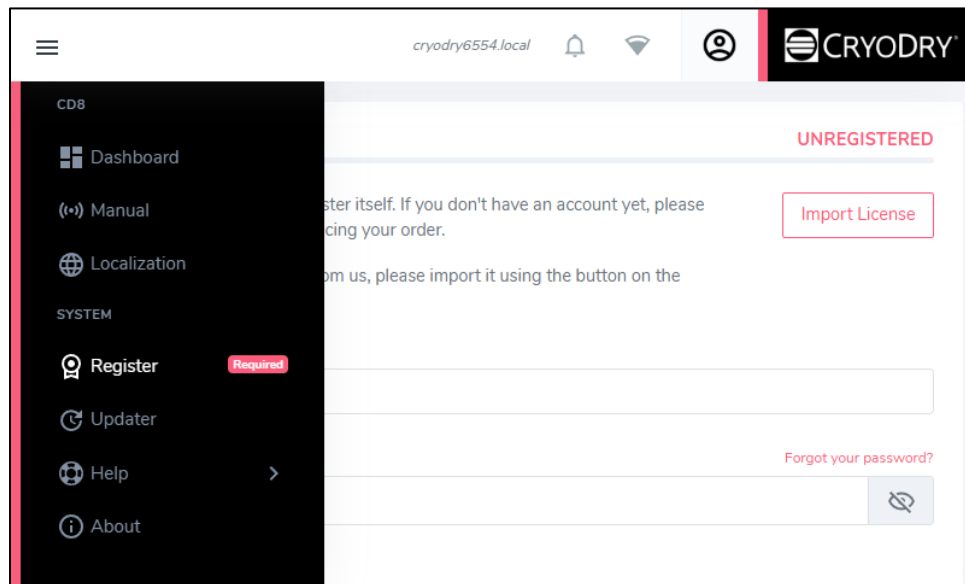 cryodry6554.local
CRYODRY®
CD8
Dashboard
Manual
Localization
SYSTEM
Register Required
Updater
Help
About
UNREGISTERED
ster itself. If you don't have an account yet, please
cing your order.
Import License
om us, please import it using the button on the
Forgot your password?